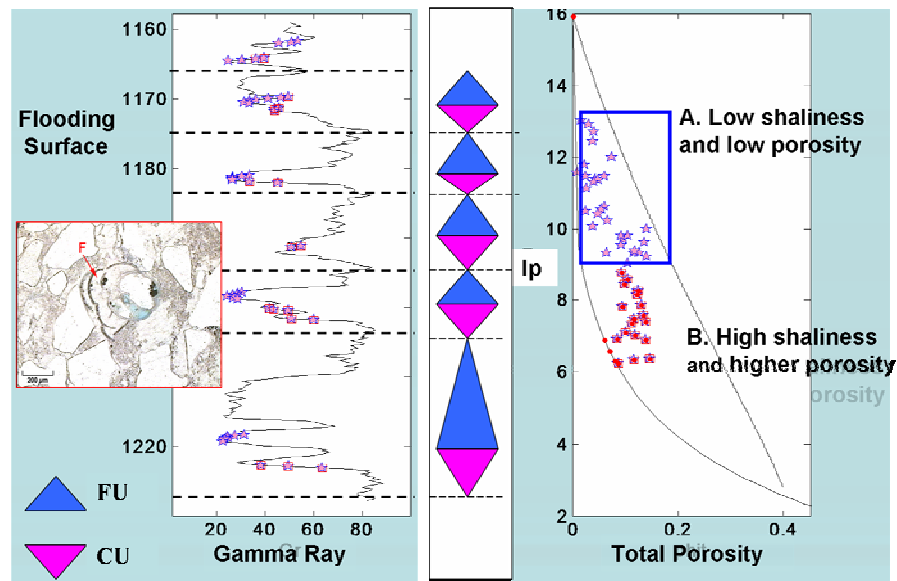 1160
1170
1180
1220
20
40
60
80
Gamma Ray
Flooding
Surface
F
200 µm
FU
CU
Ip
16
14
12
10
8
6
4
2
0
0.2
0.4
Total Porosity
A. Low shaliness
and low porosity
B. High shaliness
and higher porosity
orosity